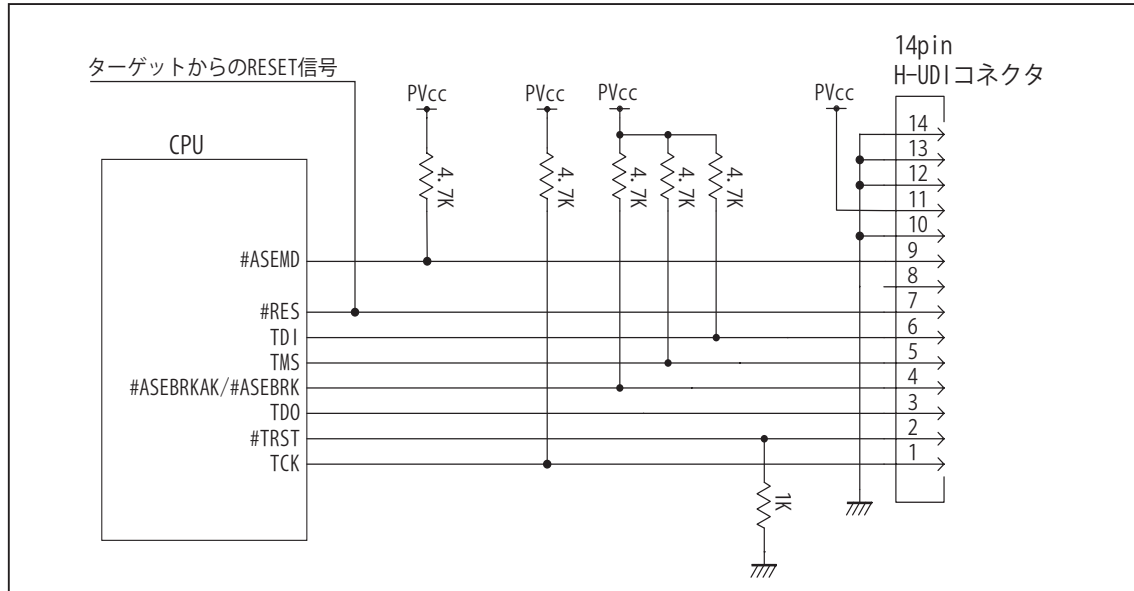 14pin
H-UDIコネクタ
ターゲットからのRESET信号
PVcc
PVcc
PVcc
PVcc
CPU
4.7K
4.7K
4.7K
4.7K
4.7K
14
13
12
11
10
#ASEMD
9
8
#RES
7
TDI
6
TMS
5
#ASEBRKAK/#ASEBRK
4
TDO
3
#TRST
2
TCK
1
1K